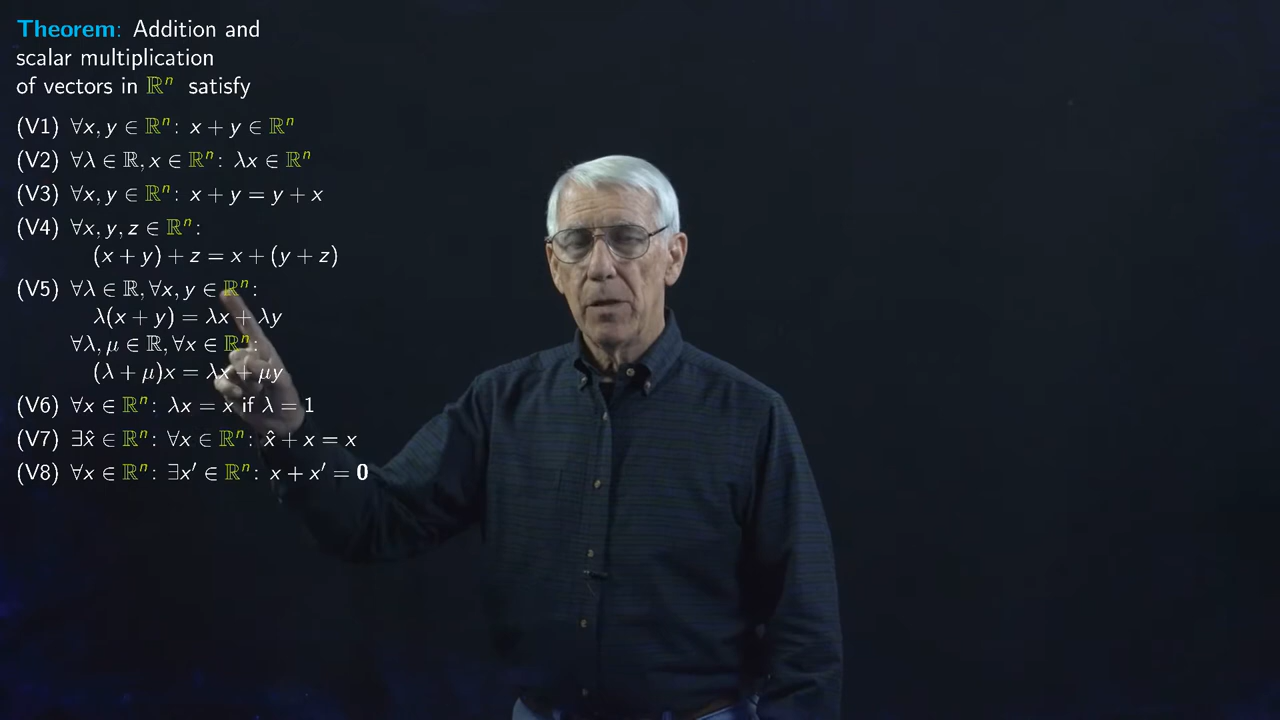 Theorem: Addition and
scalar multiplication
of vectors in ℝⁿ satisfy
(V1) ∀x, y ∈ ℝⁿ: x + y ∈ ℝⁿ
(V2) ∀λ ∈ ℝ, x ∈ ℝⁿ: λx ∈ ℝⁿ
(V3) ∀x, y ∈ ℝⁿ: x + y = y + x
(V4) ∀x, y, z ∈ ℝⁿ:
(x + y) + z = x + (y + z)
(V5) ∀λ ∈ ℝ, ∀x, y ∈ ℝⁿ:
λ(x + y) = λx + λy
∀λ, μ ∈ ℝ, ∀x ∈ ℝⁿ:
(λ + μ)x = λx + μy
(V6) ∀x ∈ ℝⁿ: λx = x if λ = 1
(V7) ∃x̂ ∈ ℝⁿ: ∀x ∈ ℝⁿ: x̂ + x = x
(V8) ∀x ∈ ℝⁿ: ∃x′ ∈ ℝⁿ: x + x′ = 0